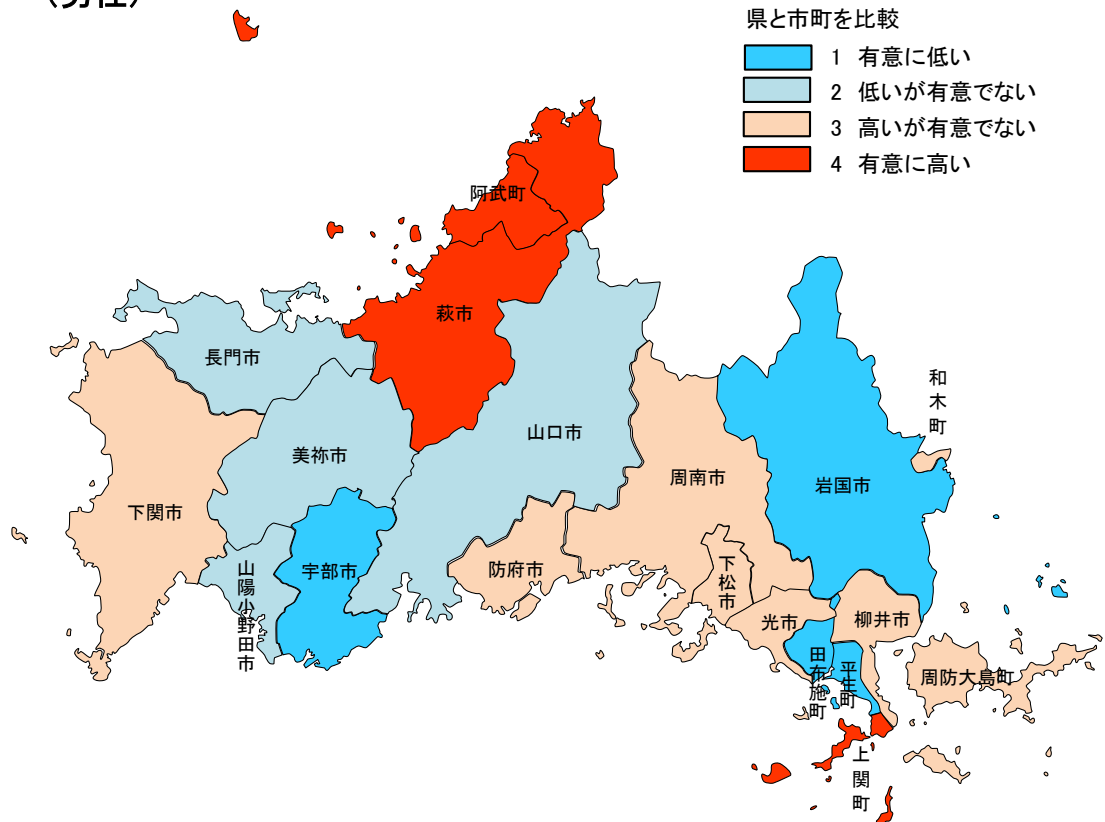 （男性）
県と市町を比較
1 有意に低い
2 低いが有意でない
3 高いが有意でない
4 有意に高い
阿武町
萩市
長門市
和木町
山口市
美祢市
周南市
岩国市
下関市
防府市
宇部市
山陽小野田市
下松市
光市
柳井市
田布施町
平生町
周防大島町
上関町